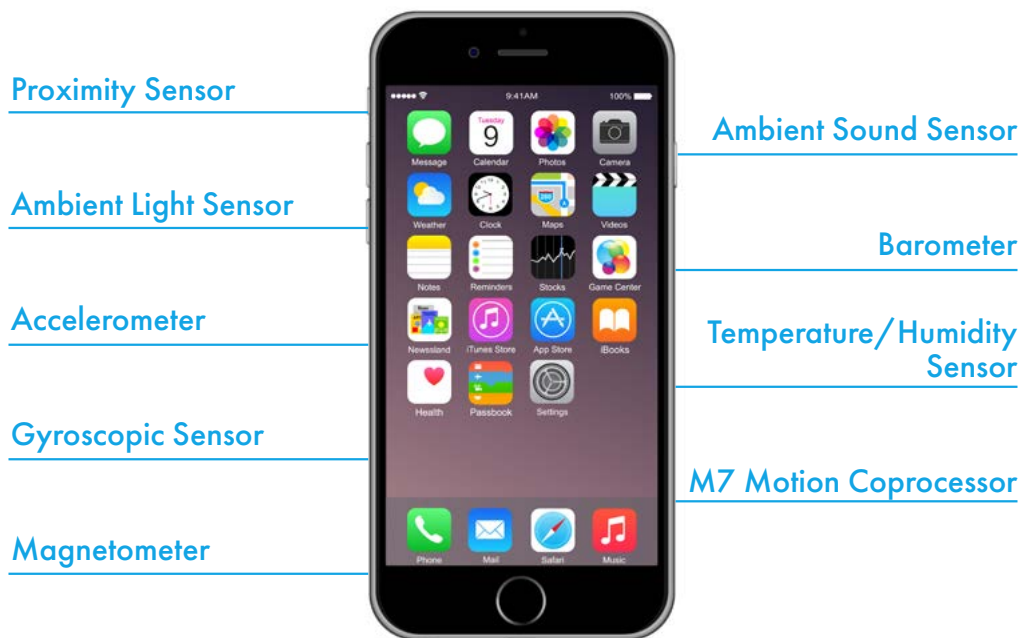 Proximity Sensor
Ambient Light Sensor
Accelerometer
Gyroscopic Sensor
Magnetometer
9:41AM
100%
Tuesday
9
Message
Calendar
Photos
Camera
280
Weather
Clock
Maps
Videos
Notes
Reminders
Stocks
Game Center
Newssland
iTunes Store
App Store
iBooks
Health
Passbook
Settings
Phone
Mail
Safari
Music
Ambient Sound Sensor
Barometer
Temperature/Humidity
Sensor
M7 Motion Coprocessor